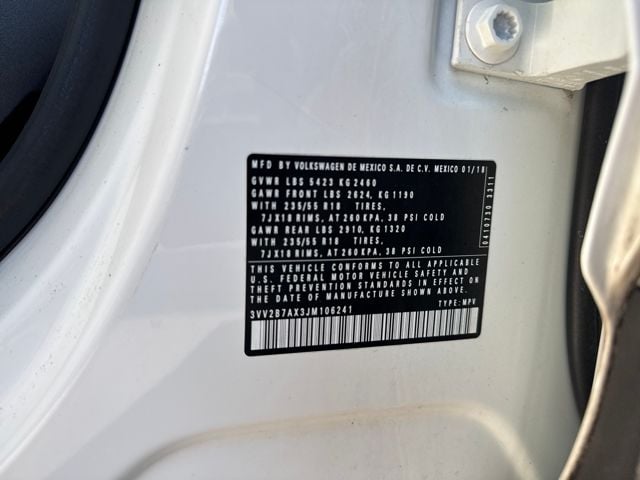 MFD BY VOLKSWAGEN DE MEXICO S.A. DE C.V. MEXICO 01/18
GVWR LBS 5423 KG 2460
GAWR FRONT LBS 2624, KG 1190
WITH 235/55 R18 TIRES,
7JX18 RIMS, AT 260 KPA, 38 PSI COLD
GAWR REAR LBS 2910, KG 1320
WITH 235/55 R18 TIRES,
7JX18 RIMS, AT 260 KPA, 38 PSI COLD
THIS VEHICLE CONFORMS TO ALL APPLICABLE
U.S. FEDERAL MOTOR VEHICLE SAFETY AND
THEFT PREVENTION STANDARDS IN EFFECT ON
THE DATE OF MANUFACTURE SHOWN ABOVE
3VV2B7AX3JM106241 TYPE: MPV
0410730 3311